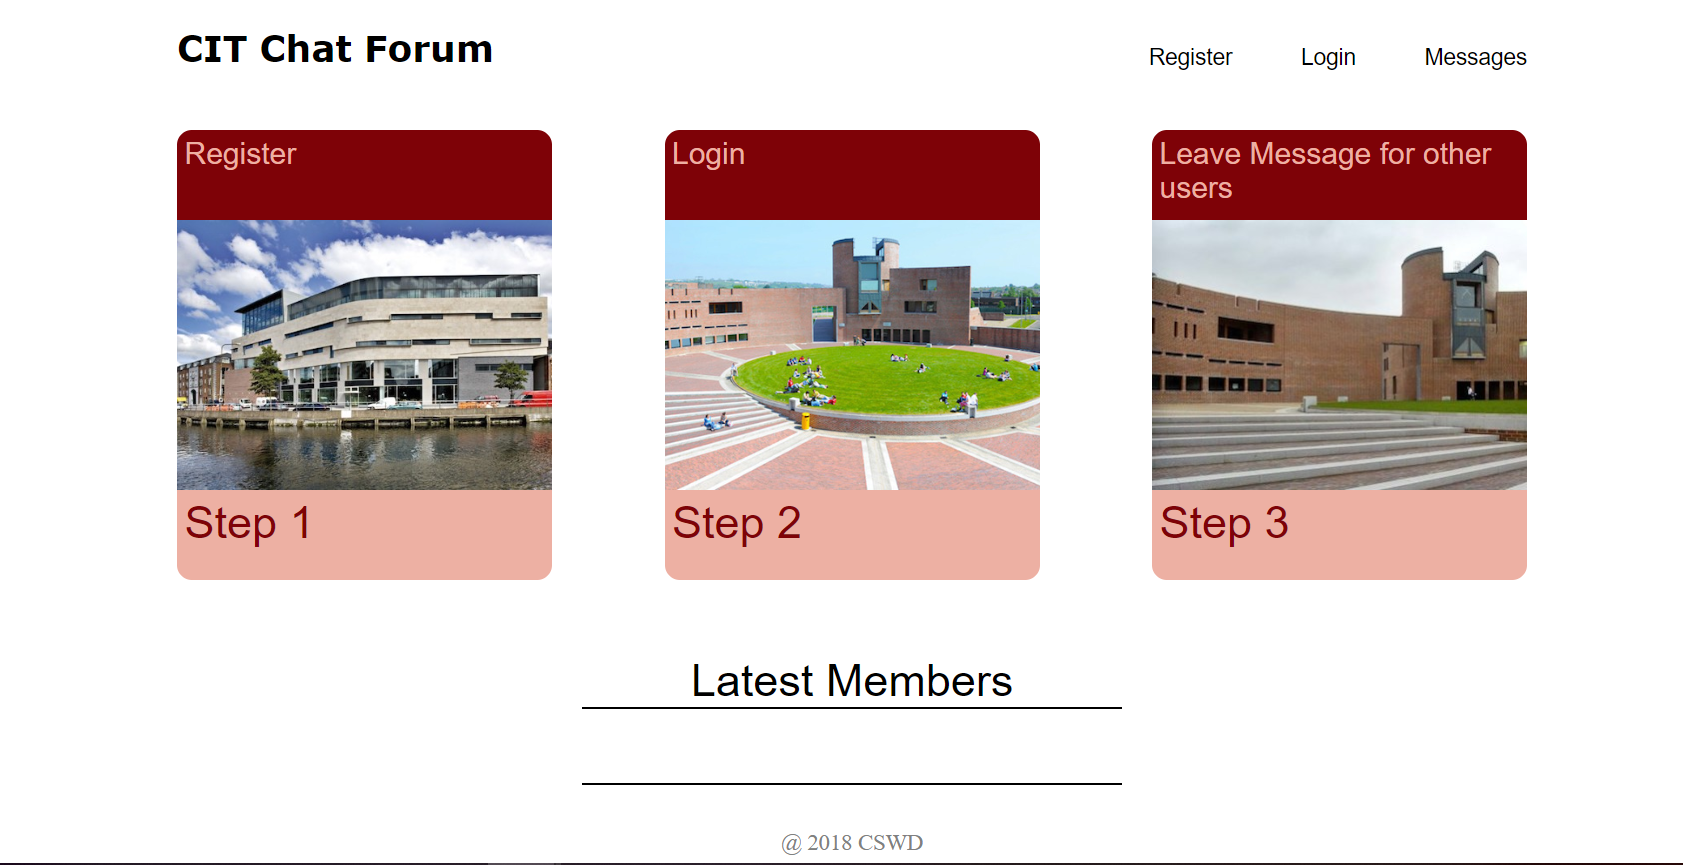 CIT Chat Forum
Register
Login
Messages
Register
Login
Leave Message for other
users
Step 1
Step 2
Step 3
Latest Members
@ 2018 CSWD